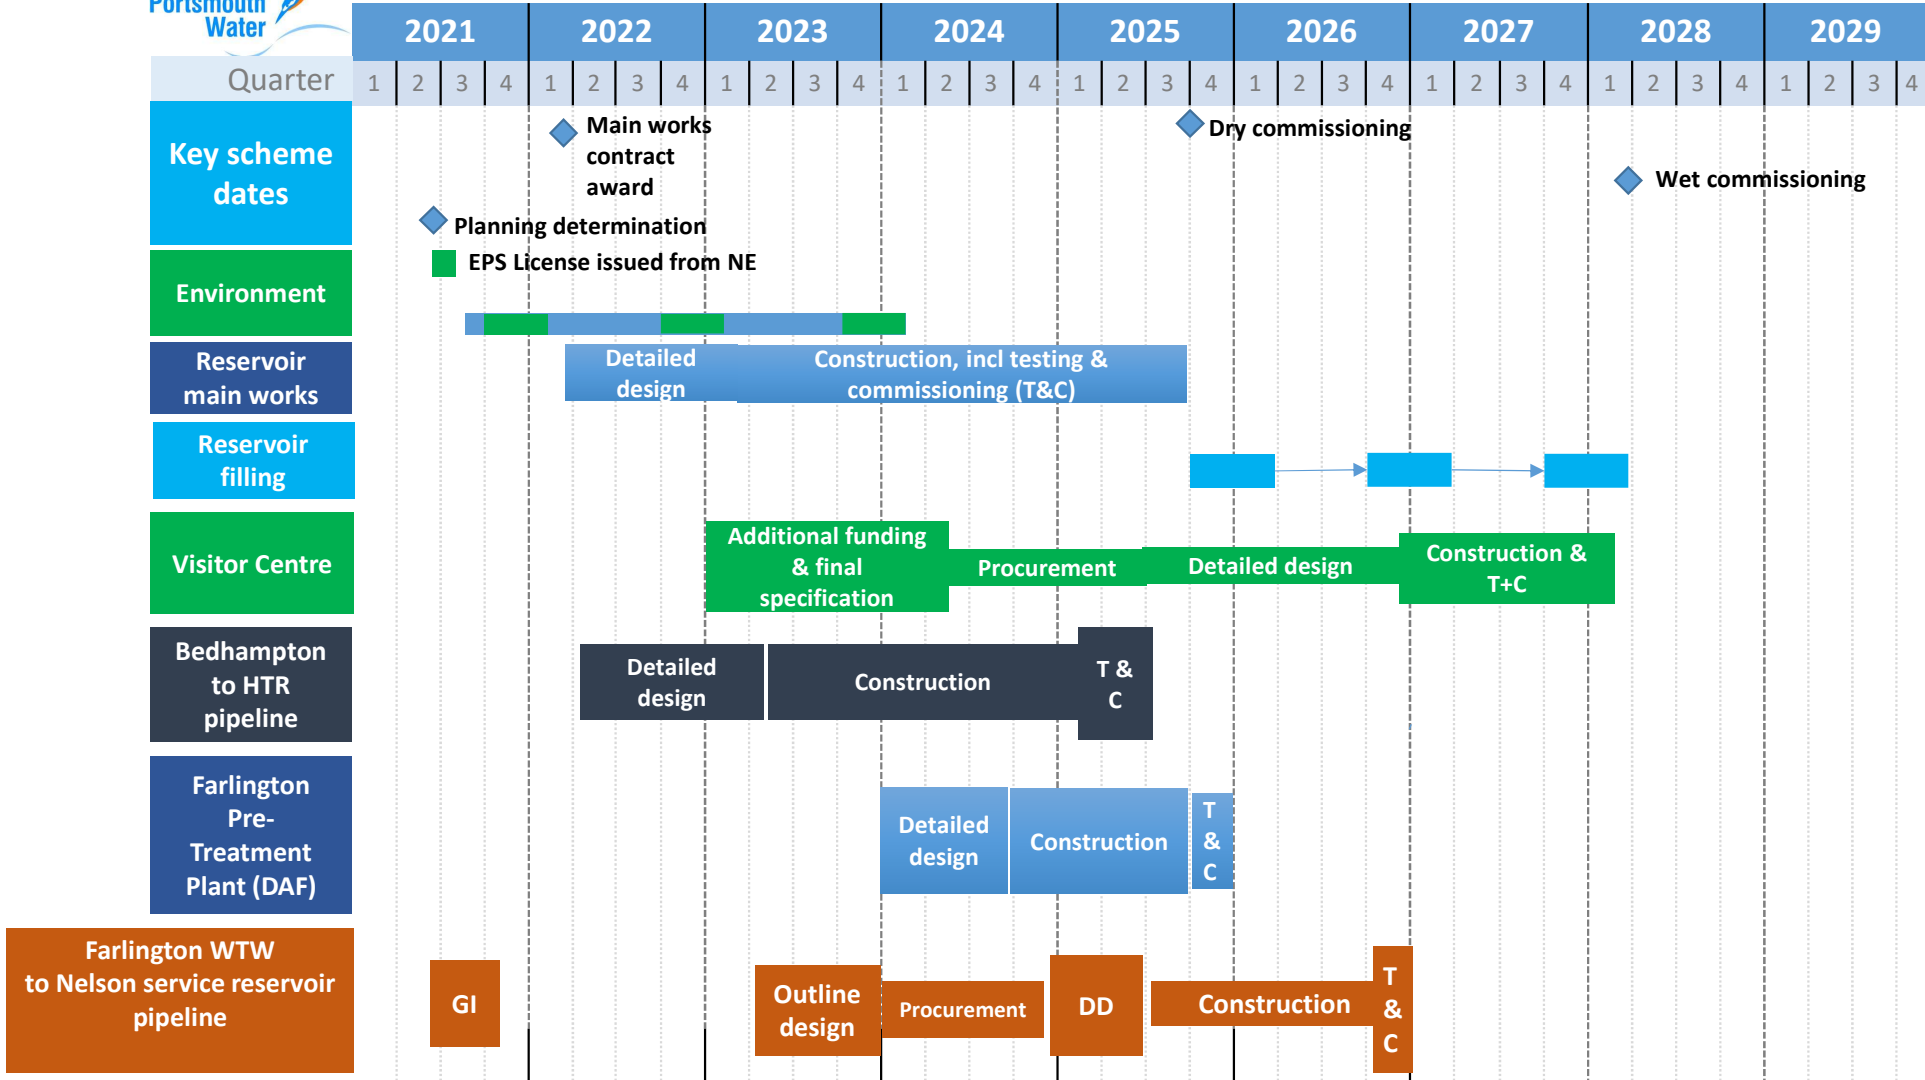 Portsmouth
Water
2021 2022 2023 2024 2025 2026 2027 2028 2029
Quarter 1 2 3 4 1 2 3 4 1 2 3 4 1 2 3 4 1 2 3 4 1 2 3 4 1 2 3 4 1 2 3 4 1 2 3 4
Key scheme
dates
Main works
contract
award
Dry commissioning
Wet commissioning
Planning determination
Environment
EPS License issued from NE
Reservoir
main works
Detailed
design
Construction, incl testing &
commissioning (T&C)
Reservoir
filling
Visitor Centre
Additional funding
& final
specification
Procurement
Detailed design
Construction &
T+C
Bedhampton
to HTR
pipeline
Detailed
design
Construction
T &
C
Farlington
Pre-
Treatment
Plant (DAF)
Detailed
design
Construction
T
&
C
Farlington WTW
to Nelson service reservoir
pipeline
GI
Outline
design
Procurement
DD
Construction
T
&
C